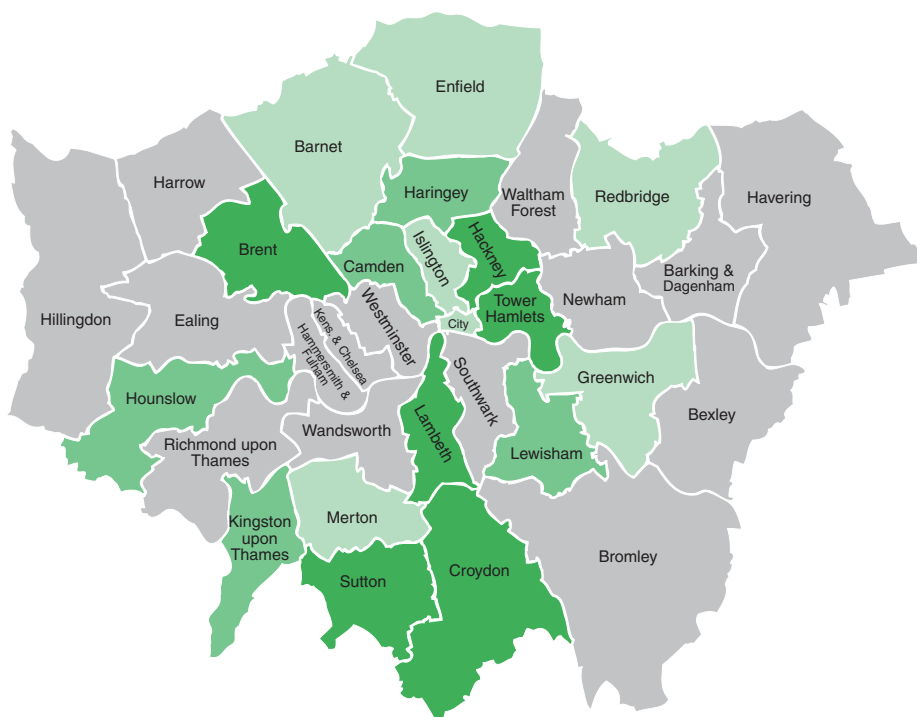 Enfield
Barnet
Harrow
Haringey
Waltham
Forest
Redbridge
Havering
Brent
Camden
Islington
Hackney
Barking &
Dagenham
Hillingdon
Ealing
Kens, & Chelsea
Hammersmith &
Fulham
Westminster
City
Tower
Hamlets
Newham
Hounslow
Greenwich
Bexley
Richmond upon
Thames
Wandsworth
Lambeth
Southwark
Lewisham
Kingston
upon
Thames
Merton
Sutton
Croydon
Bromley